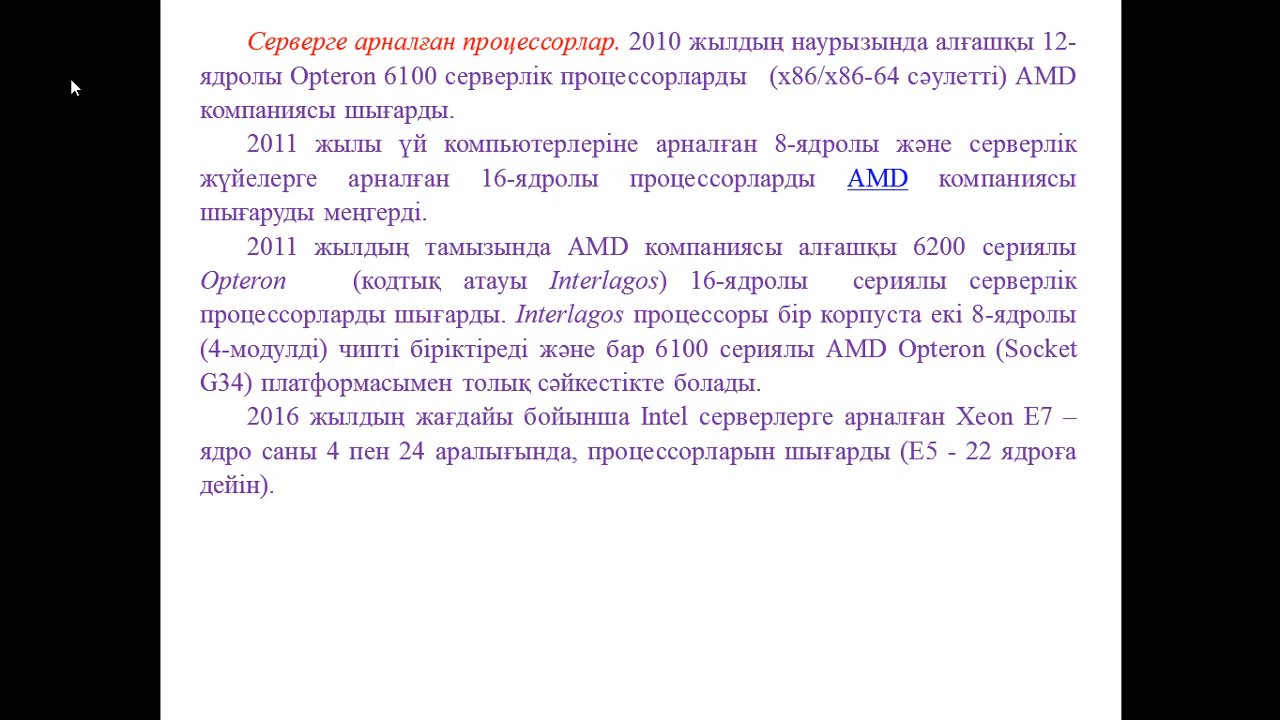 Серверге арналған процессорлар. 2010 жылдың наурызында алғашқы 12-
ядролы Opteron 6100 серверлік процессорларды (x86/x86-64 сәулетті) AMD
компаниясы шығарды.
2011 жылы үй компьютерлеріне арналған 8-ядролы және серверлік
жүйелерге арналған 16-ядролы процессорларды AMD компаниясы
шығаруды меңгерді.
2011 жылдың тамызында AMD компаниясы алғашқы 6200 сериялы
Opteron (кодтық атауы Interlagos) 16-ядролы сериялы серверлік
процессорларды шығарды. Interlagos процессоры бір корпуста екі 8-ядролы
(4-модулді) чипті біріктіреді және бар 6100 сериялы AMD Opteron (Socket
G34) платформасымен толық сәйкестікте болады.
2016 жылдың жағдайы бойынша Intel серверлерге арналған Xeon E7 –
ядро саны 4 пен 24 аралығында, процессорларын шығарды (E5 - 22 ядроға
дейін).